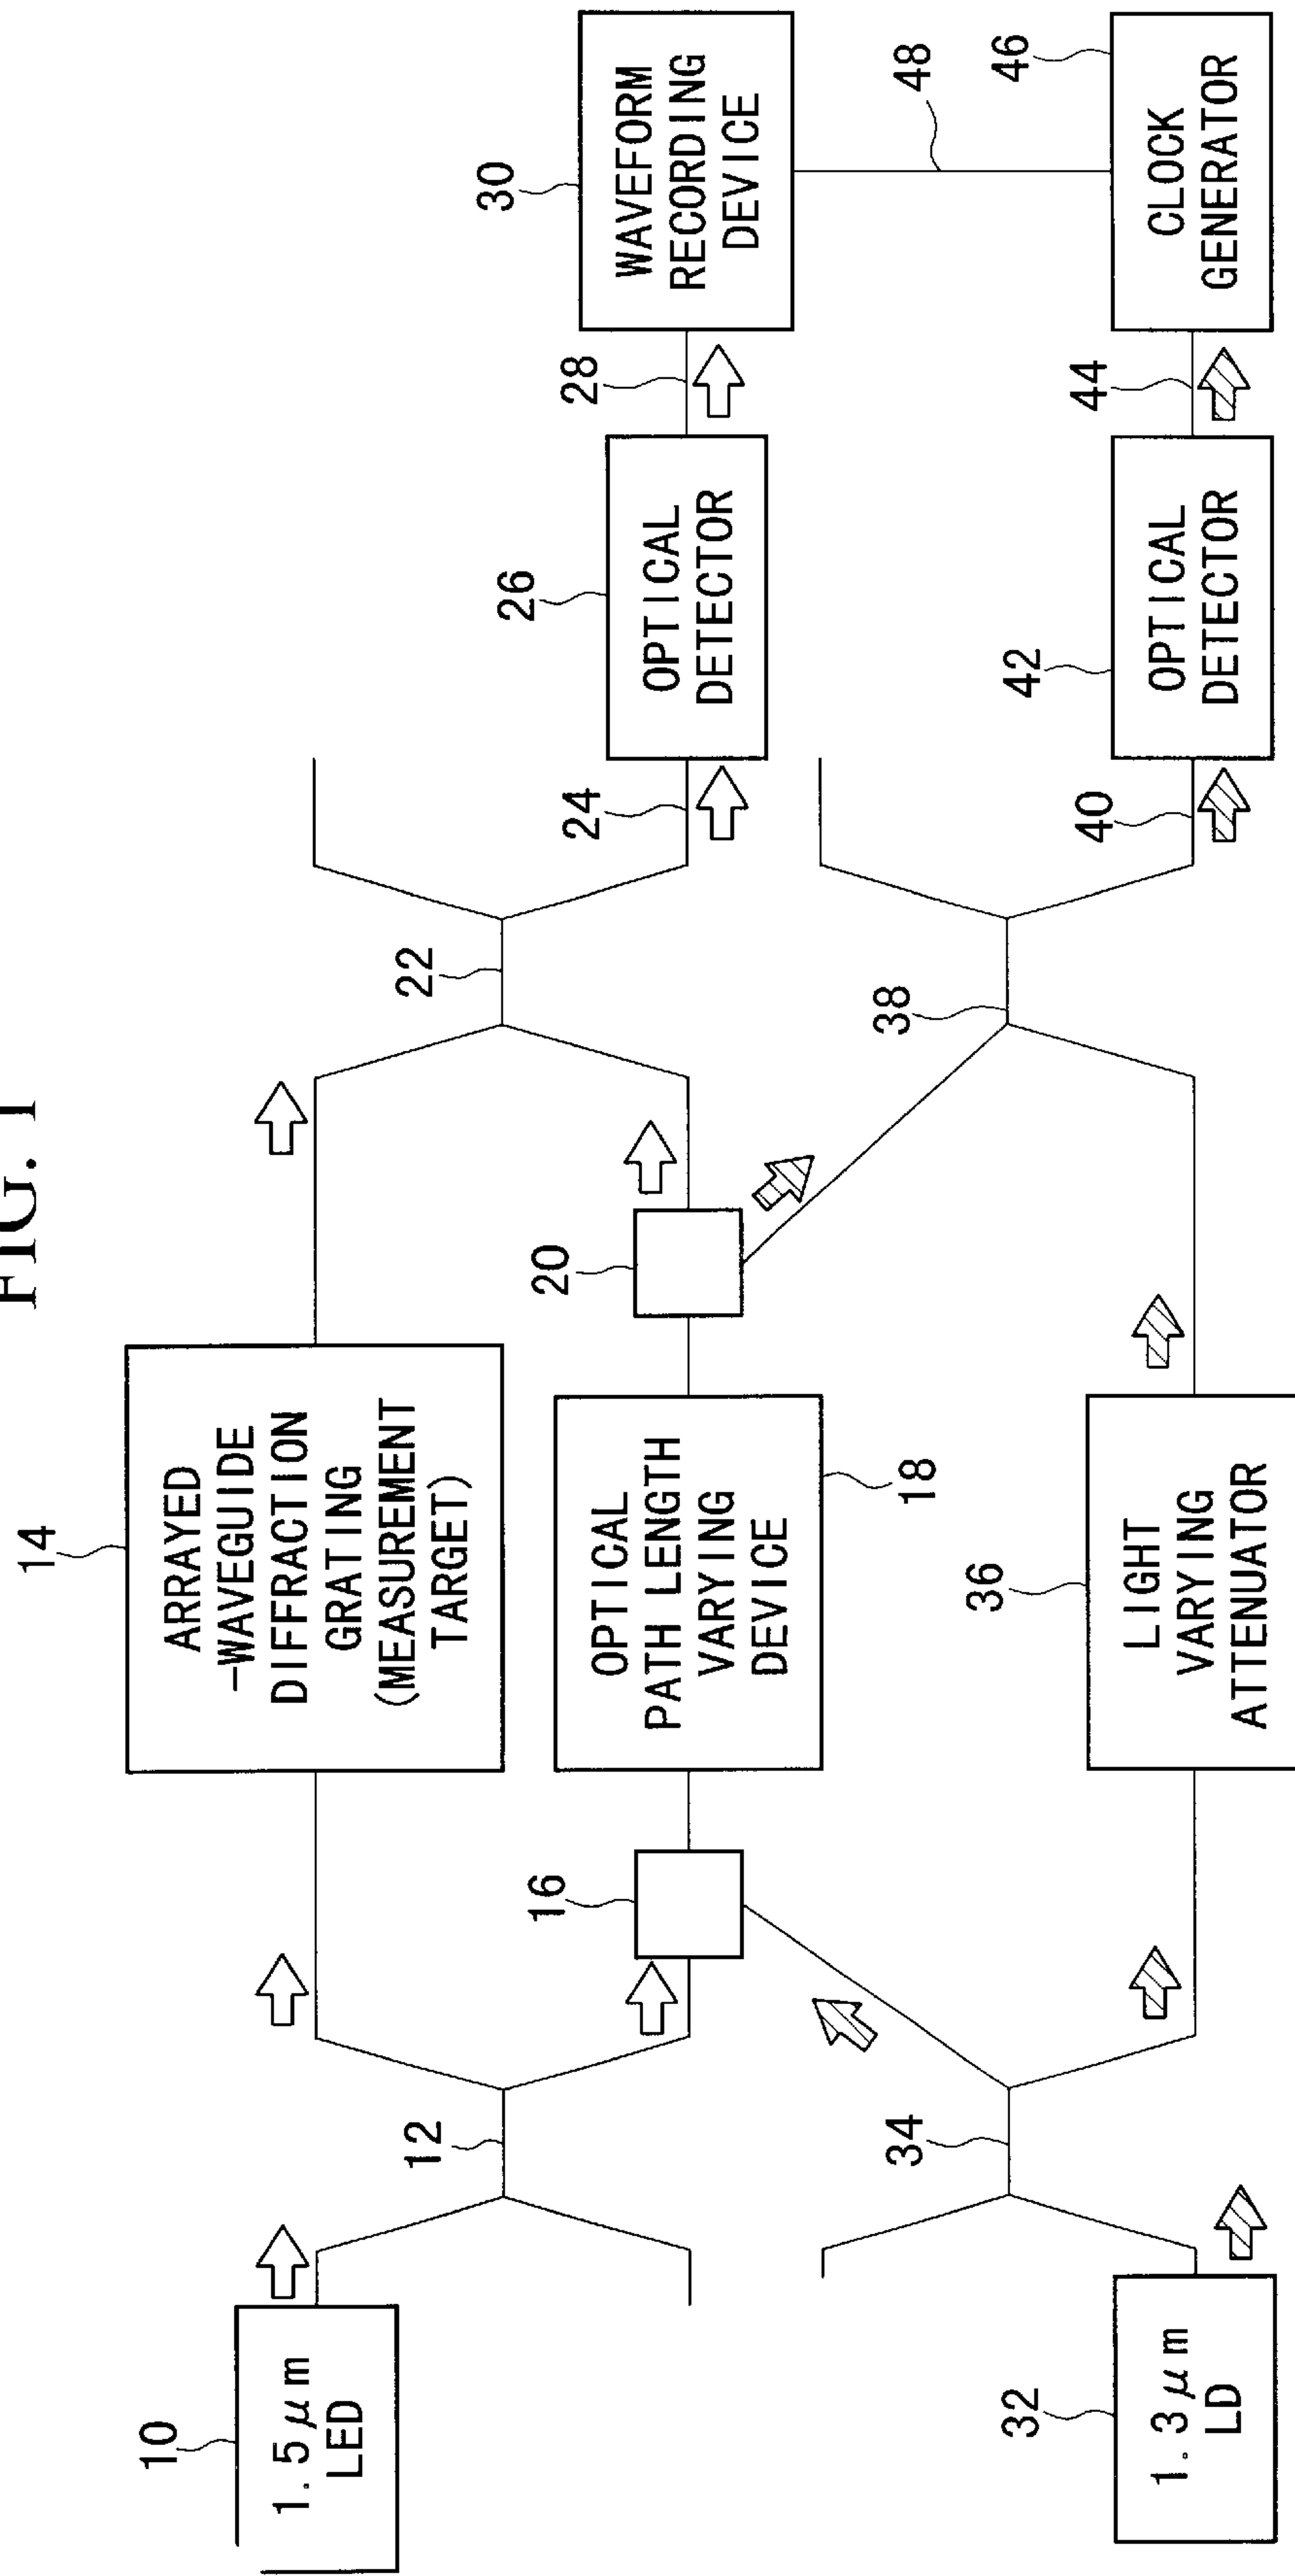 FIG. 1
14
ARRAYED
-WAVEGUIDE
DIFFRACTION
GRATING
(MEASUREMENT
TARGET)
10
1.5μm
LED
12
22
16
OPTICAL
PATH LENGTH
VARYING
DEVICE
18
20
24
26
OPTICAL
DETECTOR
28
30
WAVEFORM
RECORDING
DEVICE
48
32
1.3μm
LD
34
36
LIGHT
VARYING
ATTENUATOR
38
40
42
OPTICAL
DETECTOR
44
46
CLOCK
GENERATOR